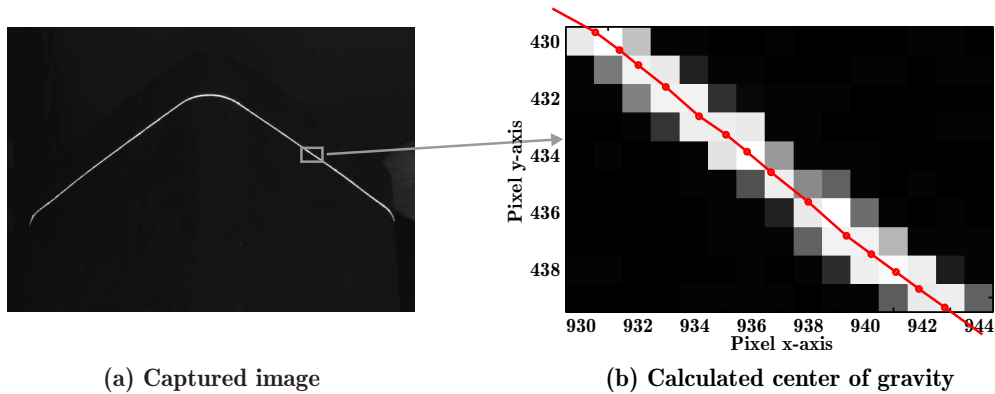 430
432
434
436
438
Pixel y-axis
930 932 934 936 938 940 942 944
Pixel x-axis
(a) Captured image
(b) Calculated center of gravity